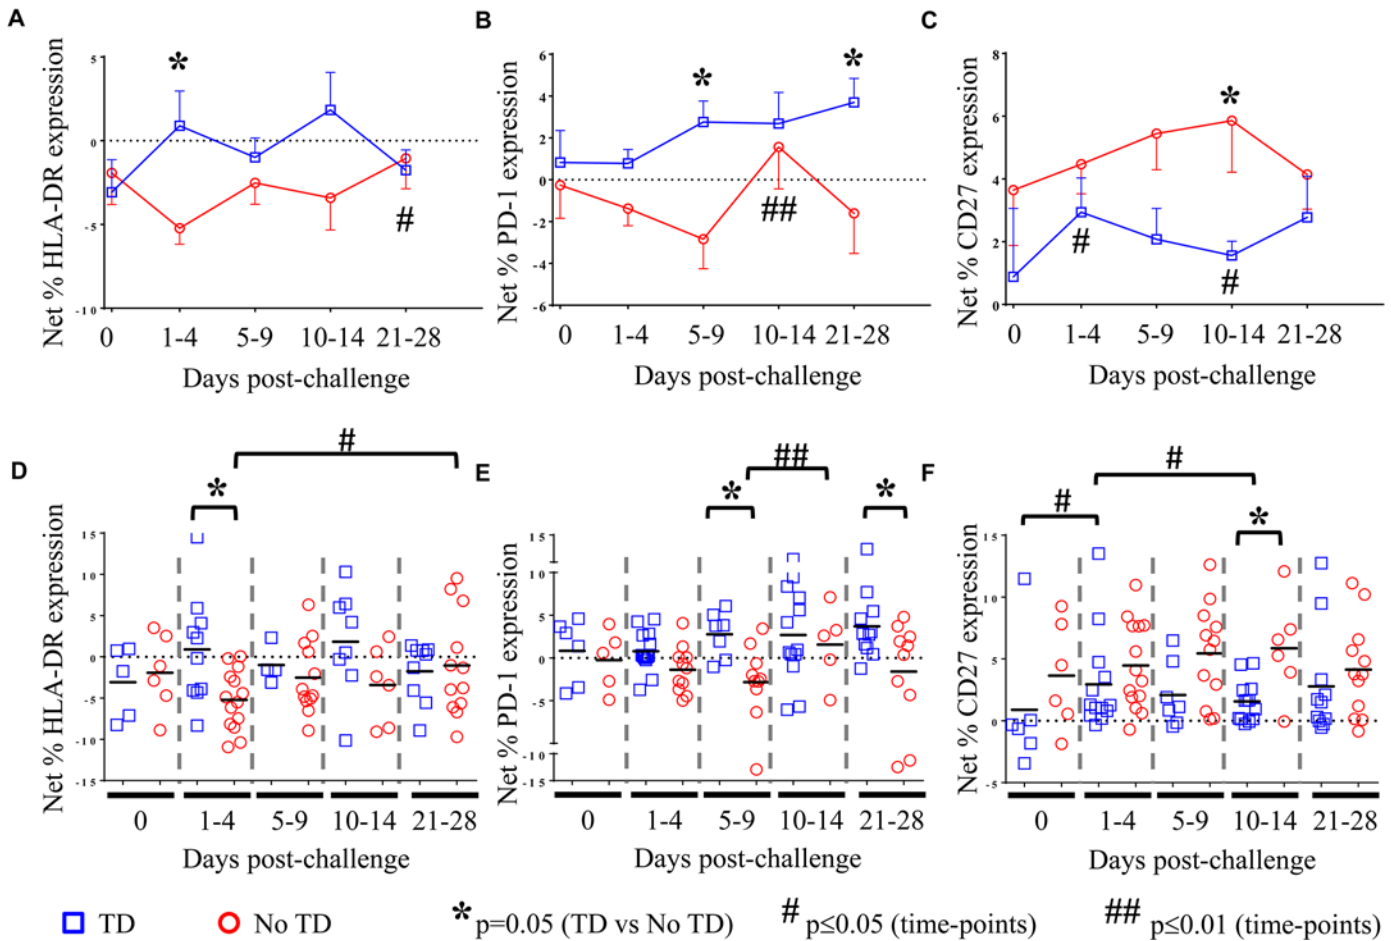 A
Net % HLA-DR expression
5
0
-5
-10
*
#
0 1-4 5-9 10-14 21-28
Days post-challenge
B
Net % PD-1 expression
6
4
2
0
-2
-4
-6
*
*
##
0 1-4 5-9 10-14 21-28
Days post-challenge
C
Net % CD27 expression
8
6
4
2
0
*
#
#
0 1-4 5-9 10-14 21-28
Days post-challenge
D
Net % HLA-DR expression
#
*
15
10
5
0
-5
-10
-15
0 1-4 5-9 10-14 21-28
Days post-challenge
E
Net % PD-1 expression
##
*
*
15
10
5
0
-5
-10
-15
0 1-4 5-9 10-14 21-28
Days post-challenge
F
Net % CD27 expression
#
#
*
15
10
5
0
-5
0 1-4 5-9 10-14 21-28
Days post-challenge
TD No TD * p=0.05 (TD vs No TD) # p≤0.05 (time-points) ## p≤0.01 (time-points)